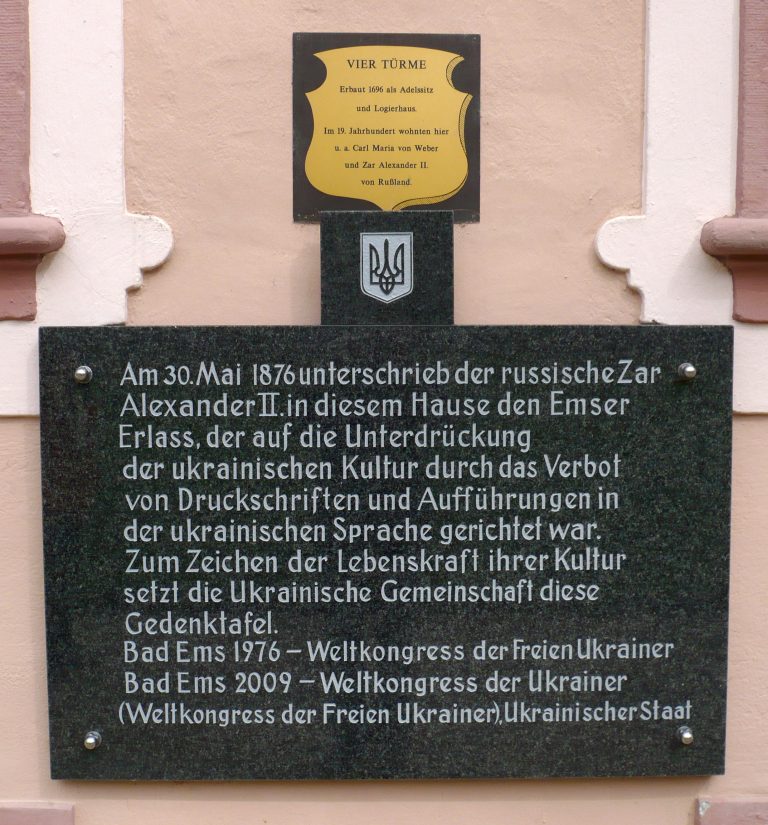 VIER TÜRME
Erbaut 1696 als Adelssitz
und Logierhaus.
Im 19. Jahrhundert wohnten hier
u. a. Carl Maria von Weber
und Zar Alexander II.
von Rußland.
Am 30. Mai 1876 unterschrieb der russische Zar
Alexander II. in diesem Hause den Emser
Erlass, der auf die Unterdrückung
der ukrainischen Kultur durch das Verbot
von Druckschriften und Aufführungen in
der ukrainischen Sprache gerichtet war.
Zum Zeichen der Lebenskraft ihrer Kultur
setzt die Ukrainische Gemeinschaft diese
Gedenktafel.
Bad Ems 1976 – Weltkongress der Freien Ukrainer
Bad Ems 2009 – Weltkongress der Ukrainer
(Weltkongress der Freien Ukrainer), Ukrainischer Staat